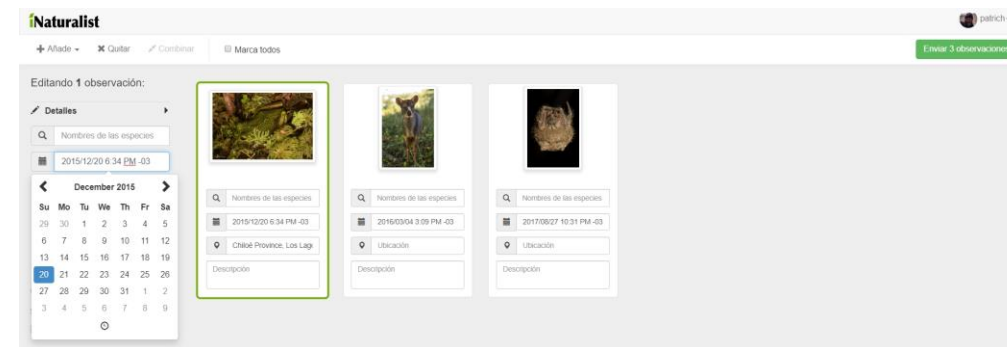 iNaturalist
patrich
Añade Quitar Combinar Marca todos
Enviar 3 observaciones
Editando 1 observación:
Detalles
Nombres de las especies
2015/12/20 6:34 PM -03
December 2015
Su Mo Tu We Th Fr Sa
29 30 1 2 3 4 5
6 7 8 9 10 11 12
13 14 15 16 17 18 19
20 21 22 23 24 25 26
27 28 29 30 31 1 2
3 4 5 6 7 8 9
Nombres de las especies
2015/12/20 6:34 PM -03
Chiloé Province, Los Lago
Descripción
Nombres de las especies
2016/03/04 3:09 PM -03
Ubicación
Descripción
Nombres de las especies
2017/08/27 10:31 PM -03
Ubicación
Descripción